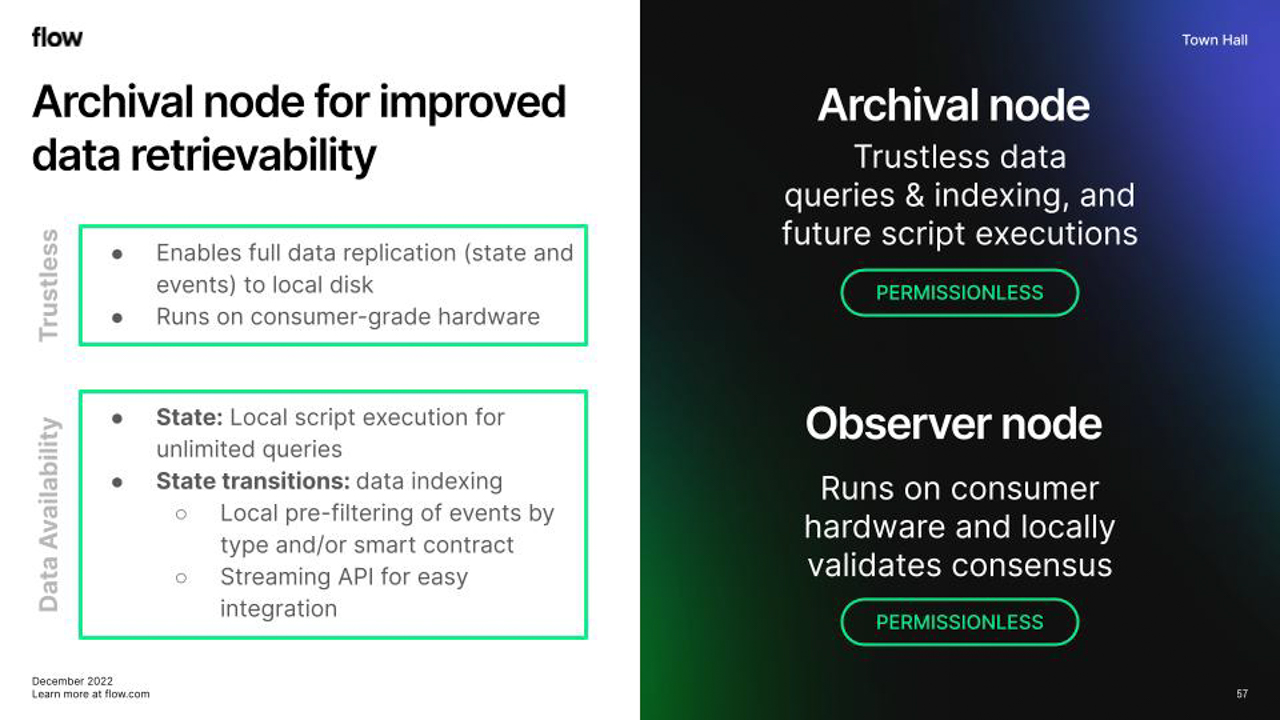 flow
Archival node for improved
data retrievability
Trustless
● Enables full data replication (state and
events) to local disk
● Runs on consumer-grade hardware
Data Availability
● State: Local script execution for
unlimited queries
● State transitions: data indexing
○ Local pre-filtering of events by
type and/or smart contract
○ Streaming API for easy
integration
December 2022
Learn more at flow.com
Town Hall
Archival node
Trustless data
queries & indexing, and
future script executions
PERMISSIONLESS
Observer node
Runs on consumer
hardware and locally
validates consensus
PERMISSIONLESS
57